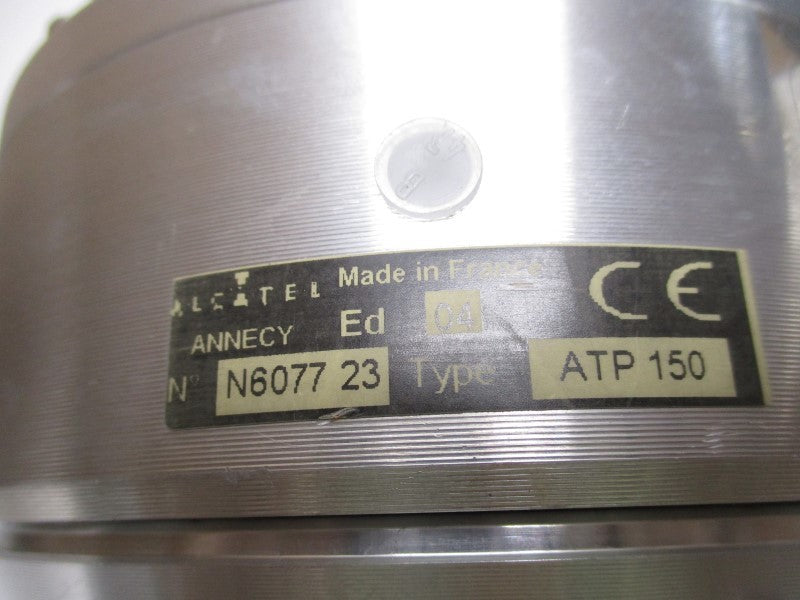 ALCATEL Made in France CE
ANNECY Ed 04
N° N6077 23 Type ATP 150